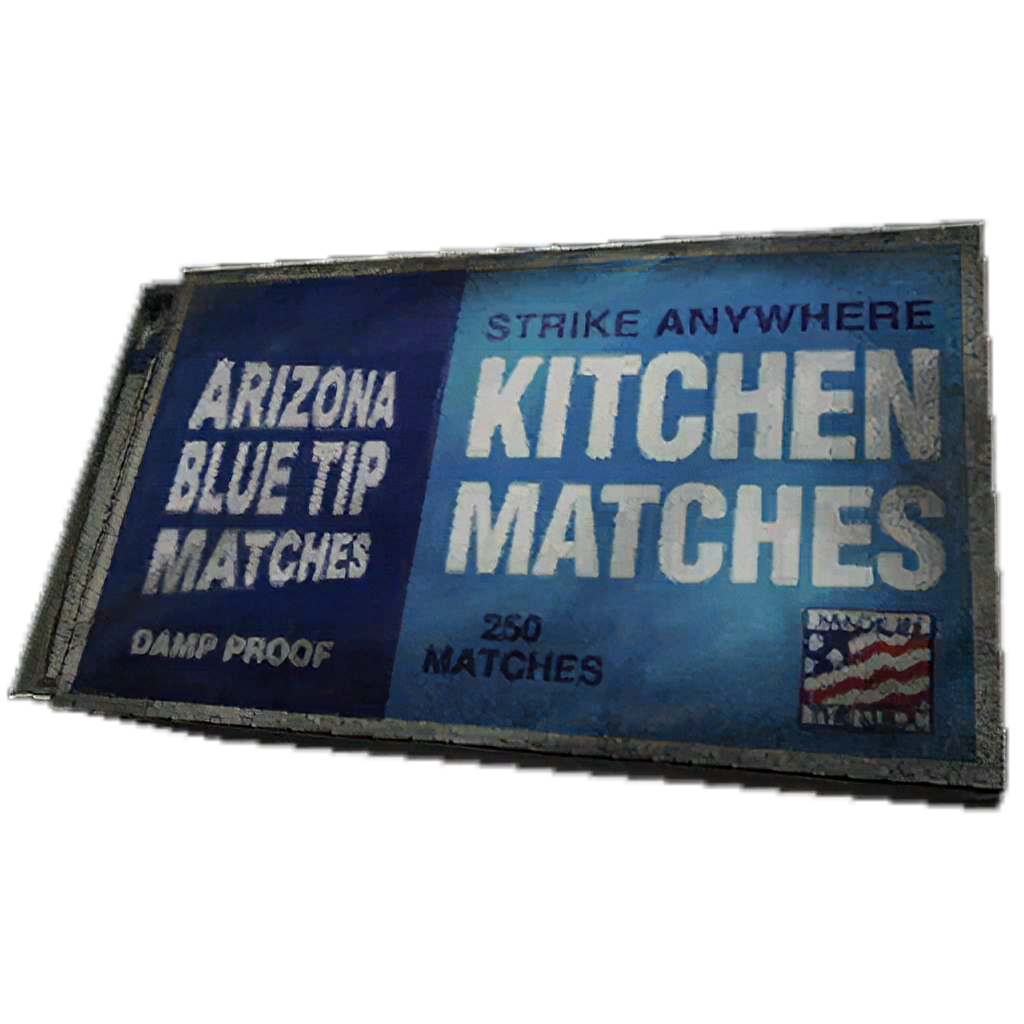 ARIZONA
BLUE TIP
MATCHES
DAMP PROOF
STRIKE ANYWHERE
KITCHEN
MATCHES
250
MATCHES